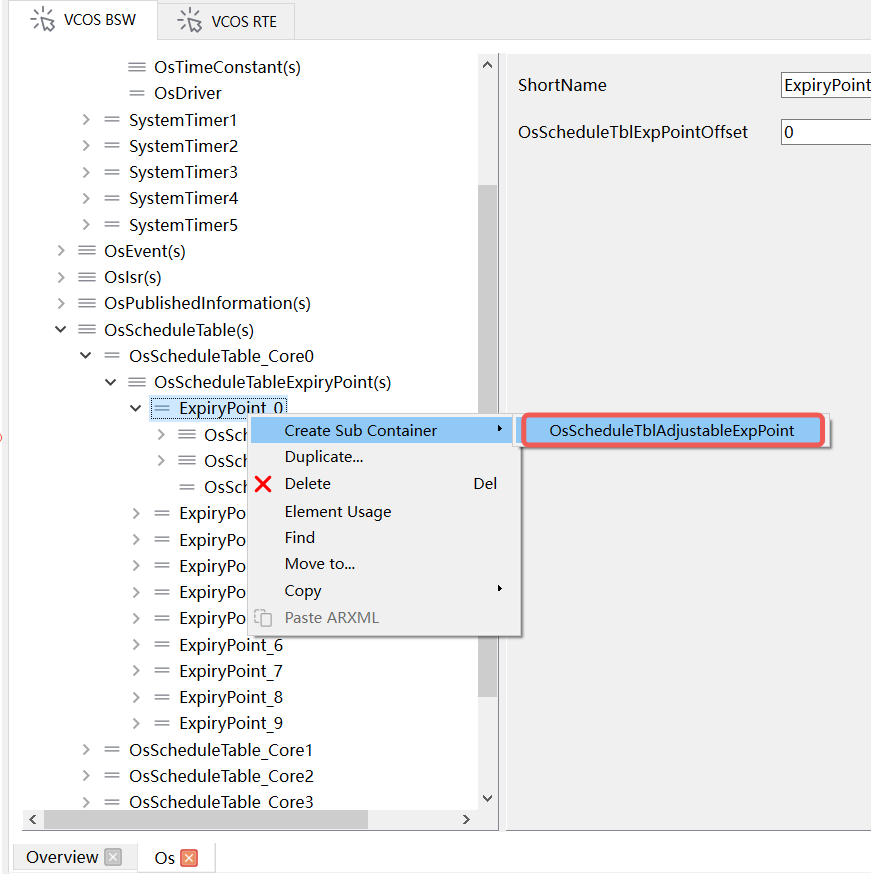 VCOS BSW
VCOS RTE
OsTimeConstant(s)
OsDriver
SystemTimer1
SystemTimer2
SystemTimer3
SystemTimer4
SystemTimer5
OsEvent(s)
OsIsr(s)
OsPublishedInformation(s)
OsScheduleTable(s)
OsScheduleTable_Core0
OsScheduleTableExpiryPoint(s)
ExpiryPoint_0
OsSch
OsSch
OsSch
ExpiryPo
ExpiryPo
ExpiryPo
ExpiryPo
ExpiryPo
ExpiryPoint_6
ExpiryPoint_7
ExpiryPoint_8
ExpiryPoint_9
OsScheduleTable_Core1
OsScheduleTable_Core2
OsScheduleTable_Core3
Create Sub Container
Duplicate...
Delete Del
Element Usage
Find
Move to...
Copy
Paste ARXML
OsScheduleTblAdjustableExpPoint
ShortName ExpiryPoint
OsScheduleTblExpPointOffset 0
Overview
Os